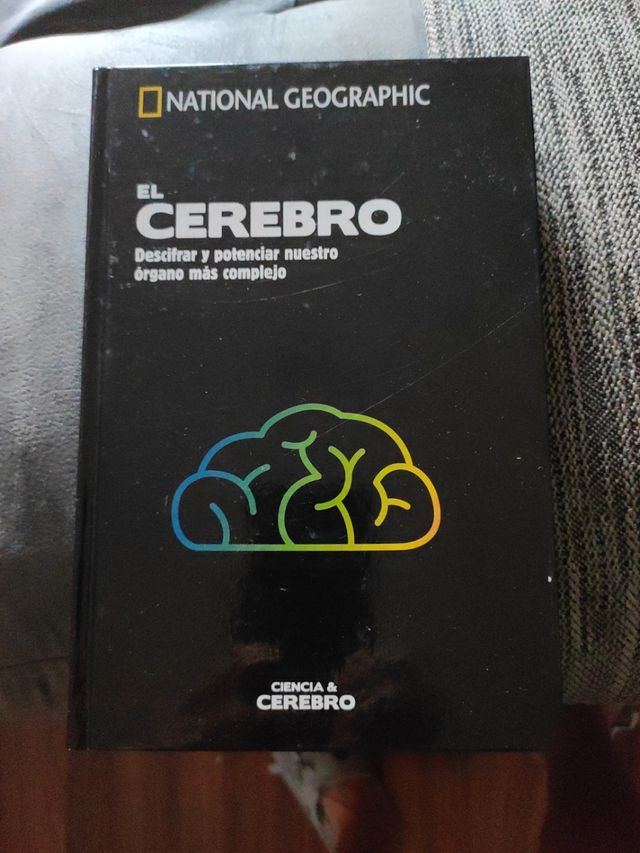 NATIONAL GEOGRAPHIC
EL
CEREBRO
Descifrar y potenciar nuestro
órgano más complejo
CIENCIA &
CEREBRO